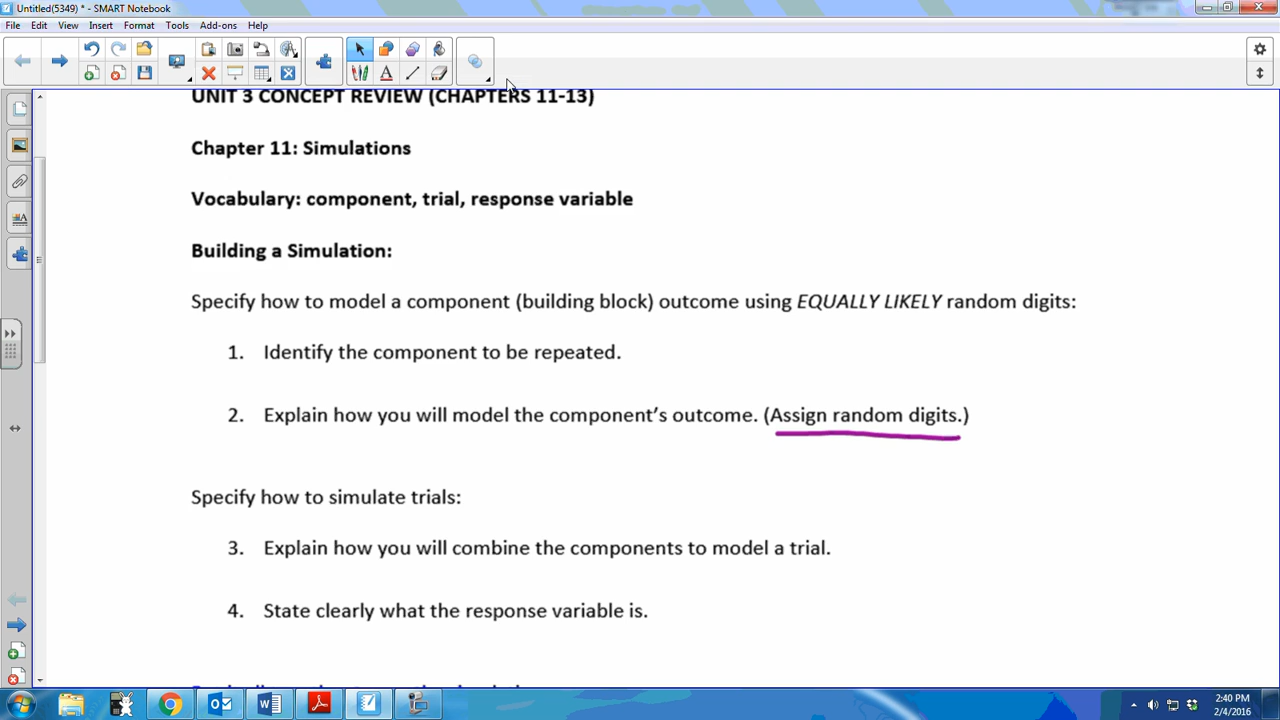 Untitled(5349) * - SMART Notebook
File Edit View Insert Format Tools Add-ons Help
UNIT 3 CONCEPT REVIEW (CHAPTERS 11-13)
Chapter 11: Simulations
Vocabulary: component, trial, response variable
Building a Simulation:
Specify how to model a component (building block) outcome using EQUALLY LIKELY random digits:
1. Identify the component to be repeated.
2. Explain how you will model the component's outcome. (Assign random digits.)
Specify how to simulate trials:
3. Explain how you will combine the components to model a trial.
4. State clearly what the response variable is.
2:40 PM
2/4/2016